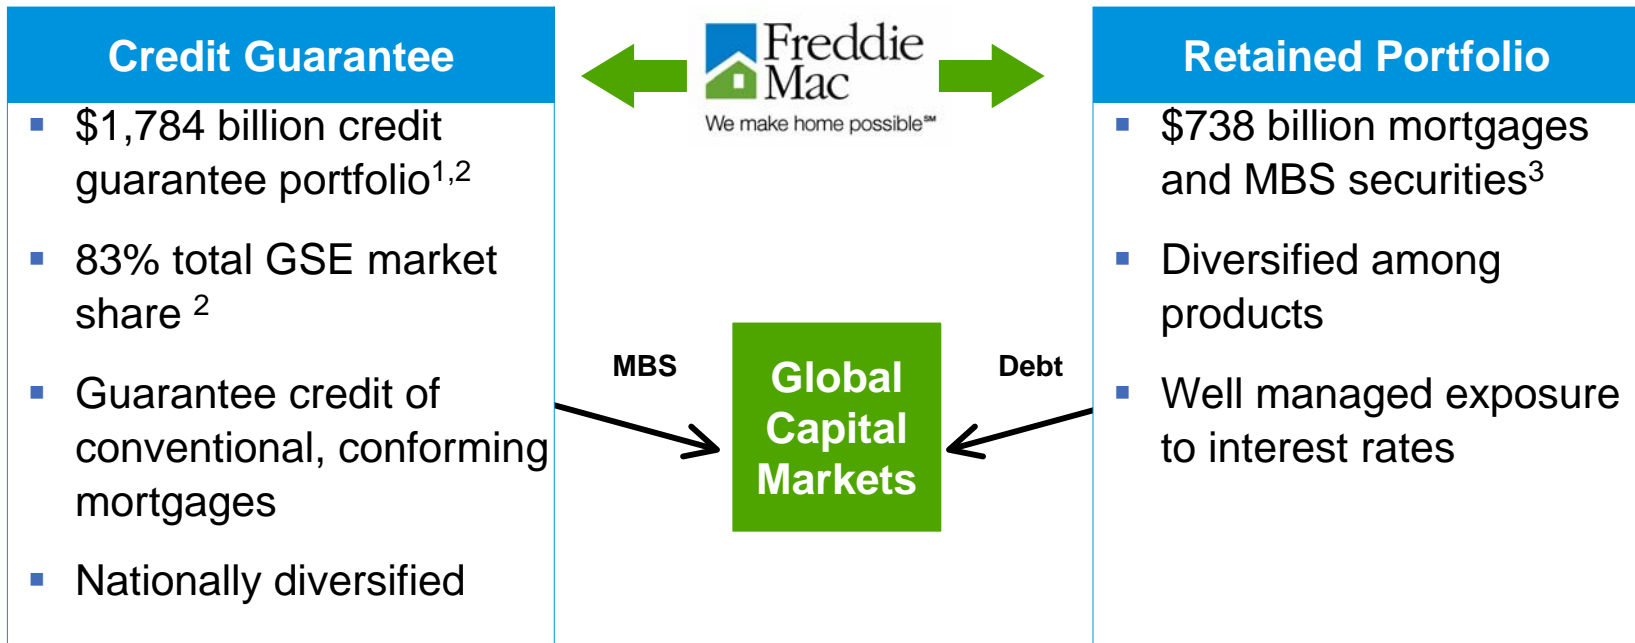 Credit Guarantee
▪ $1,784 billion credit
guarantee portfolio¹,²
▪ 83% total GSE market
share ²
▪ Guarantee credit of
conventional, conforming
mortgages
▪ Nationally diversified
Freddie
Mac
We make home possible℠
MBS
Global
Capital
Markets
Debt
Retained Portfolio
▪ $738 billion mortgages
and MBS securities³
▪ Diversified among
products
▪ Well managed exposure
to interest rates